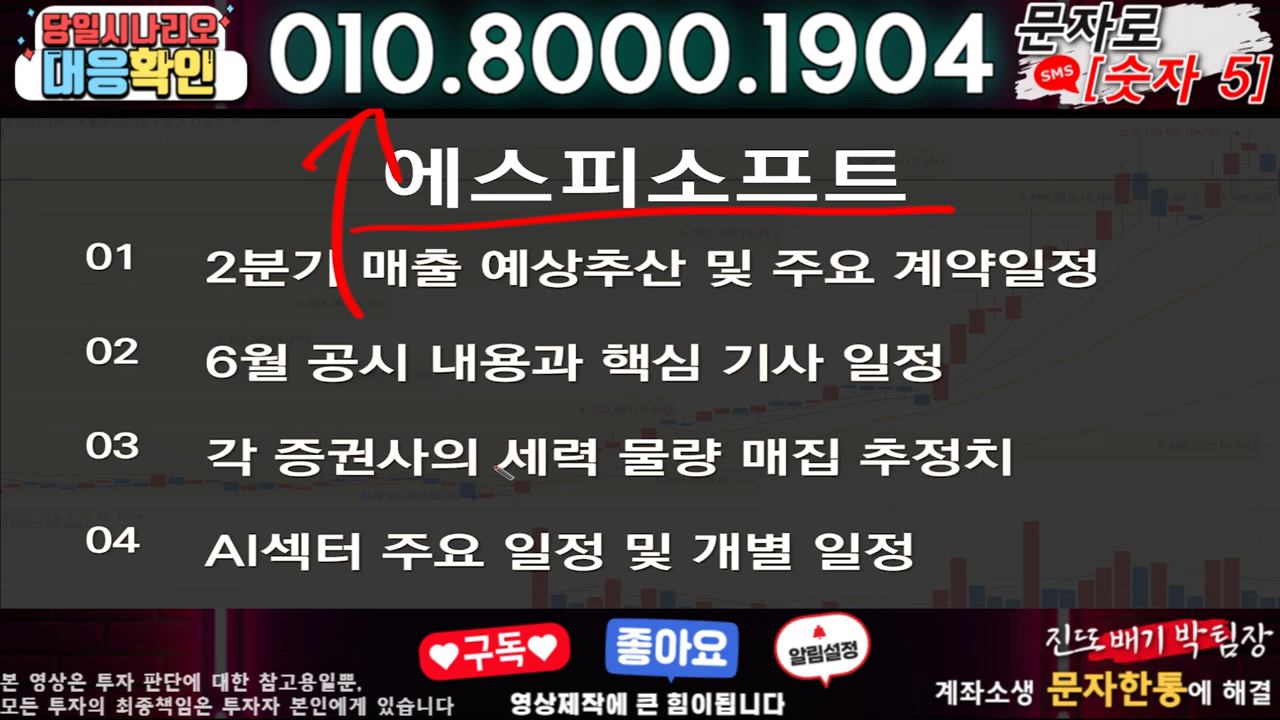 당일시나리오
대응확인
010.8000.1904
문자로
SMS [숫자 5]
에스피소프트
01 2분기 매출 예상추산 및 주요 계약일정
02 6월 공시 내용과 핵심 기사 일정
03 각 증권사의 세력 물량 매집 추정치
04 AI섹터 주요 일정 및 개별 일정
구독 좋아요 알림설정
영상제작에 큰 힘이됩니다
본 영상은 투자 판단에 대한 참고용일뿐,
모든 투자의 최종책임은 투자자 본인에게 있습니다
진또배기 박팀장
계좌소생 문자한통에 해결